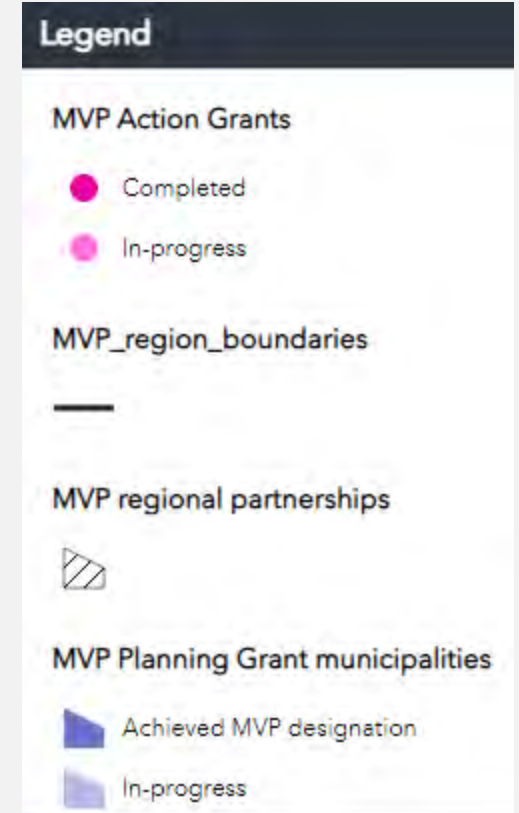 Legend
MVP Action Grants
Completed
In-progress
MVP_region_boundaries
MVP regional partnerships
MVP Planning Grant municipalities
Achieved MVP designation
In-progress